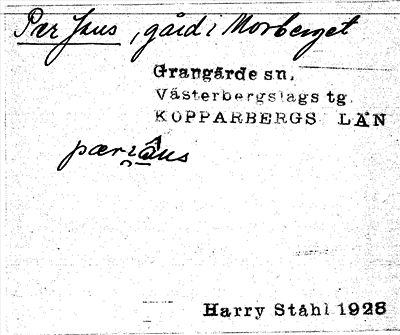 Per Jans, gård i Morberget
Grangärde sn.
Västerbergslags tg.
KOPPARBERGS LÄN
Harry Ståhl 1928